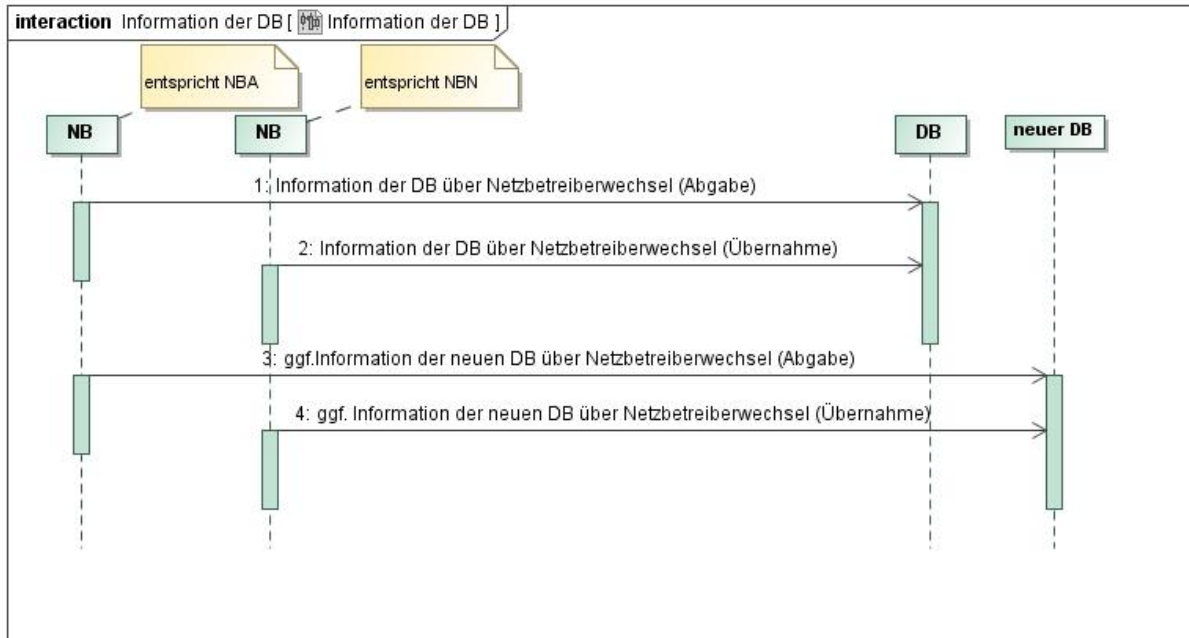 interaction Information der DB [ Information der DB ]
entspricht NBA
entspricht NBN
NB
NB
DB
neuer DB
1: Information der DB über Netzbetreiberwechsel (Abgabe)
2: Information der DB über Netzbetreiberwechsel (Übernahme)
3: ggf.Information der neuen DB über Netzbetreiberwechsel (Abgabe)
4: ggf. Information der neuen DB über Netzbetreiberwechsel (Übernahme)